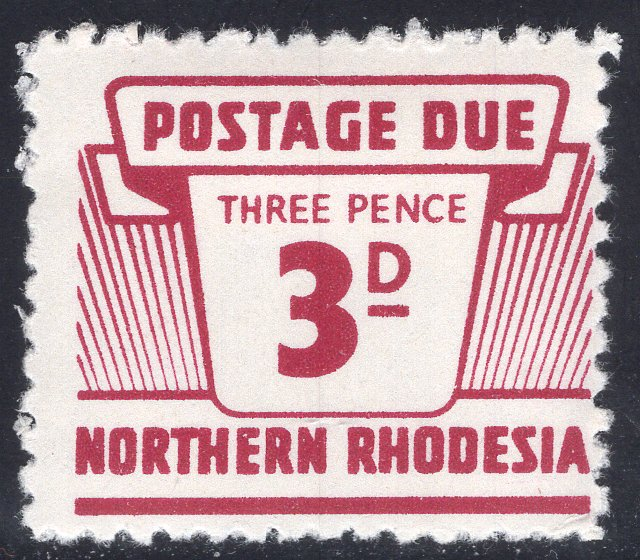 POSTAGE DUE
THREE PENCE
3D
NORTHERN RHODESIA